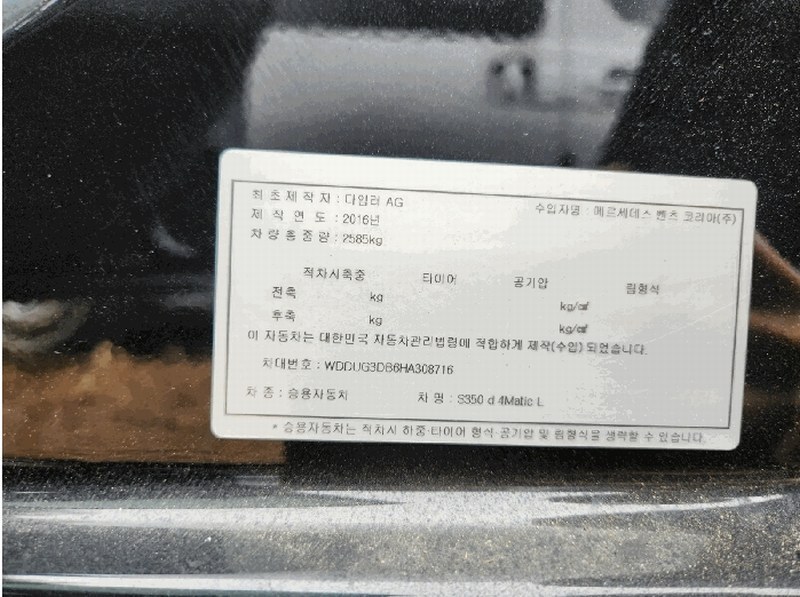 최초제작자 : 다임러 AG
수입자명 : 메르세데스 벤츠 코리아(주)
제 작 연 도 : 2016년
차 량 총 중 량 : 2585kg
적차시축중 타이어 공기압 림형식
전축 kg kg/㎠
후축 kg kg/㎠
이 자동차는 대한민국 자동차관리법령에 적합하게 제작(수입) 되었습니다.
차대번호 : WDDUG3DB6HA308716
차 종 : 승용자동차 차 명 : S350 d 4Matic L
* 승용자동차는 적차시 하중·타이어 형식·공기압 및 림형식을 생략할 수 있습니다.